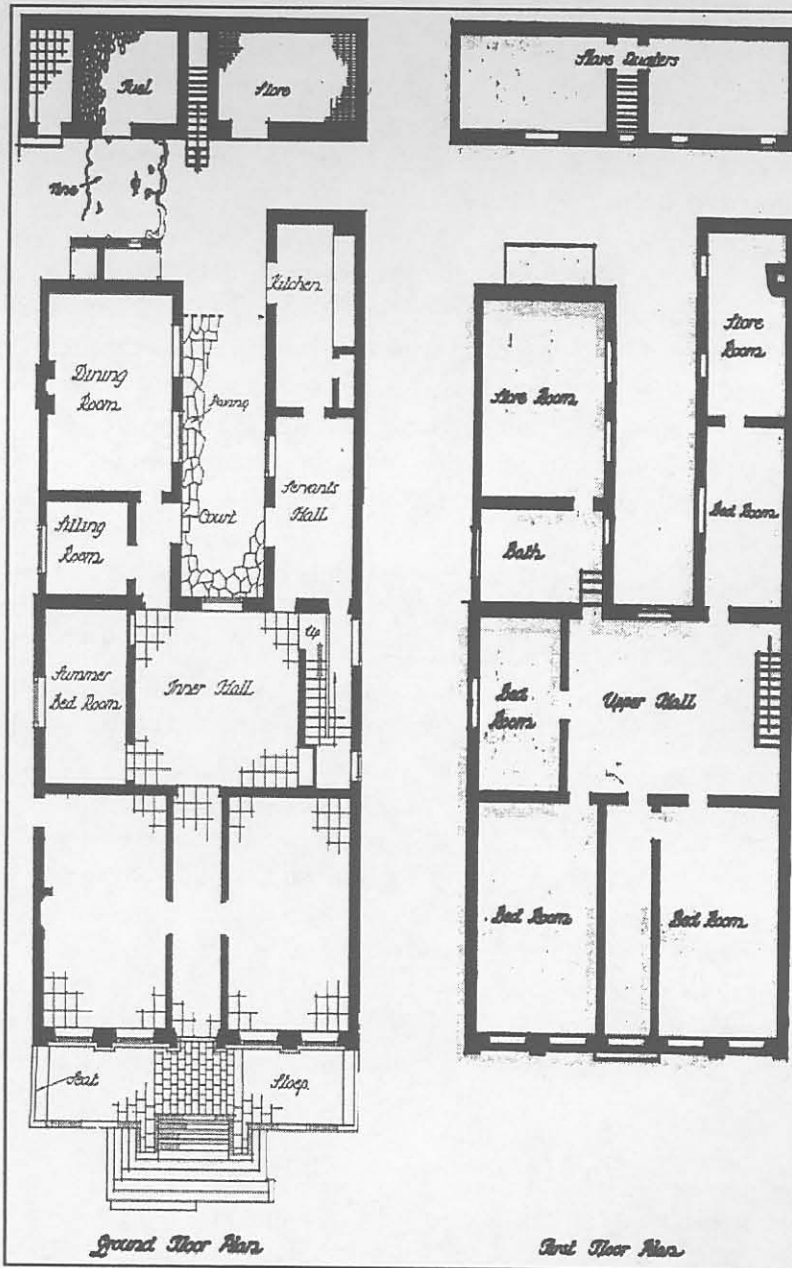 Fuel
Store
Vine
Kitchen
Dining
Room
Paving
Servants
Hall
Court
Sitting
Room
Up
Summer
Bed Room
Inner Hall
Seat
Stoep
Ground Floor Plan
Slave Quarters
Store
Room
Store Room
Bed Room
Bath
Bed
Room
Upper Hall
Bed Room
Bed Room
First Floor Plan